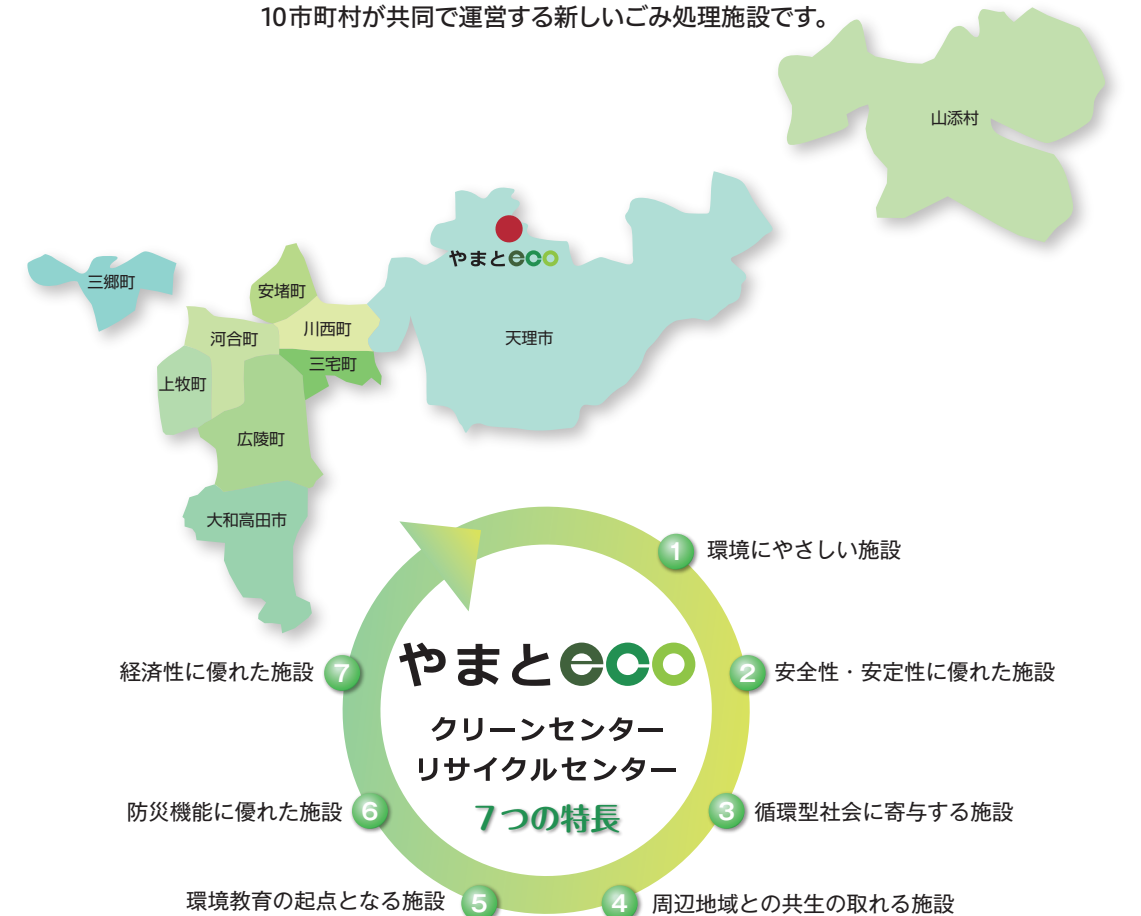 10市町村が共同で運営する新しいごみ処理施設です。
山添村
やまとeco
三郷町
安堵町
川西町
河合町
天理市
三宅町
上牧町
広陵町
大和高田市
1 環境にやさしい施設
やまとeco
クリーンセンター
リサイクルセンター
7つの特長
2 安全性・安定性に優れた施設
3 循環型社会に寄与する施設
4 周辺地域との共生の取れる施設
5 環境教育の起点となる施設
6 防災機能に優れた施設
7 経済性に優れた施設